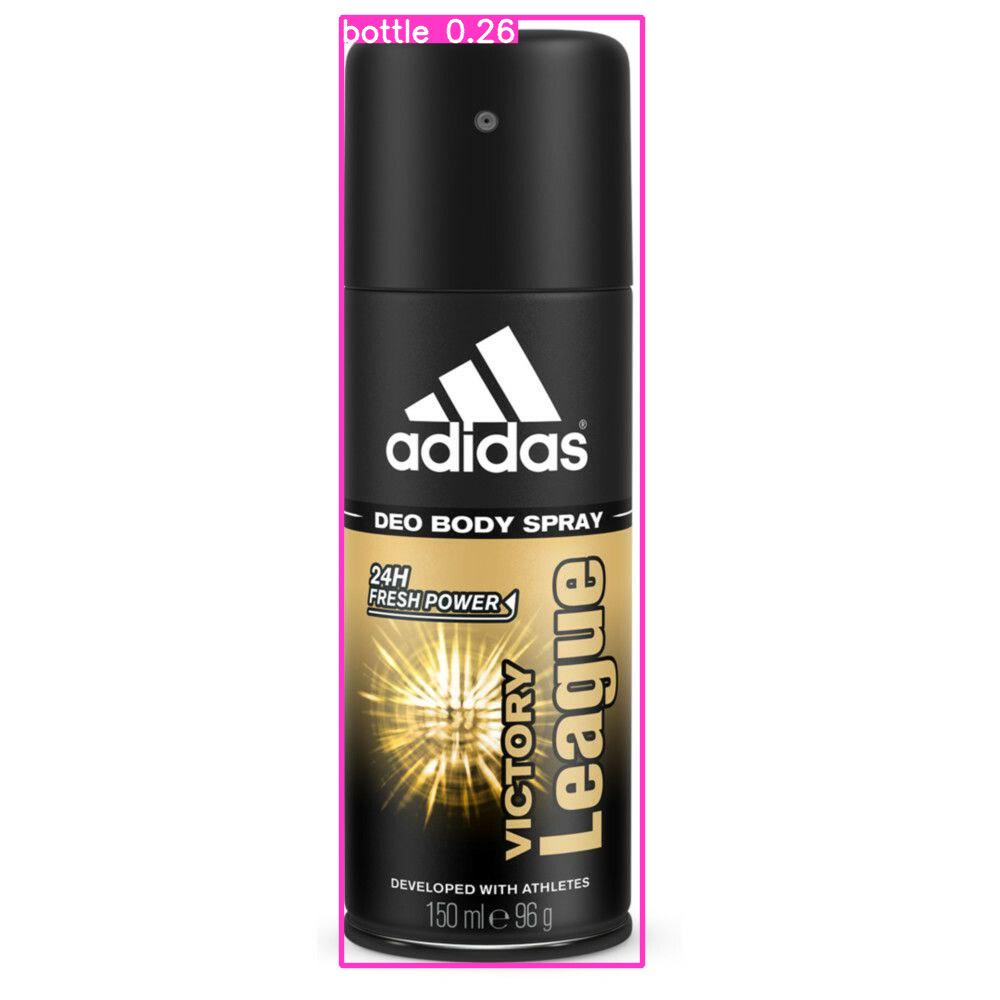 bottle 0.26
adidas®
DEO BODY SPRAY
24H
FRESH POWER
VICTORY
League
DEVELOPED WITH ATHLETES
150 ml e 96 g